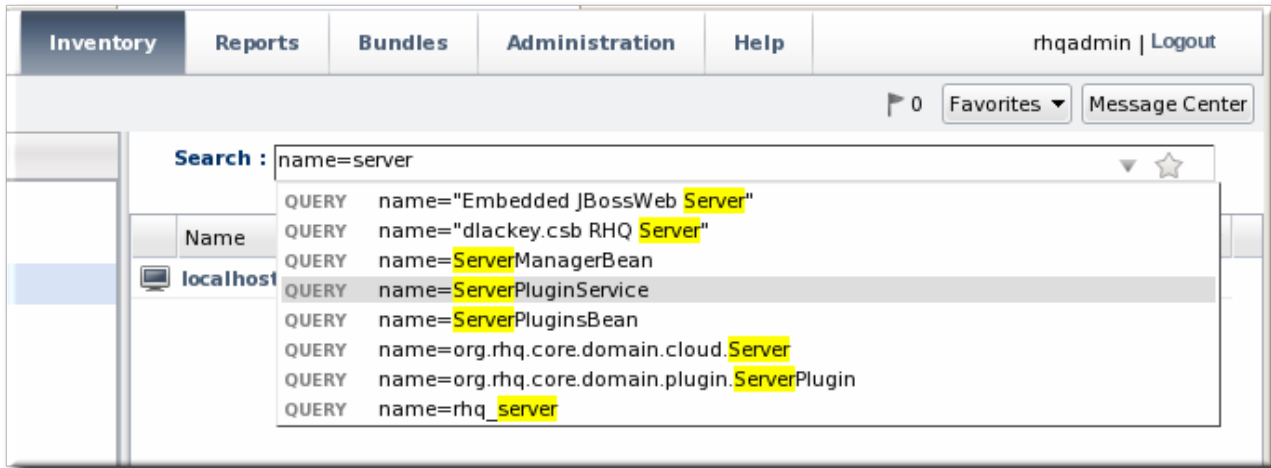 Inventory Reports Bundles Administration Help rhqadmin | Logout
0 Favorites Message Center
Search : name=server
QUERY name="Embedded JBossWeb Server"
QUERY name="dlackey.csb RHQ Server"
Name
QUERY name=ServerManagerBean
localhost
QUERY name=ServerPluginService
QUERY name=ServerPluginsBean
QUERY name=org.rhq.core.domain.cloud.Server
QUERY name=org.rhq.core.domain.plugin.ServerPlugin
QUERY name=rhq_server